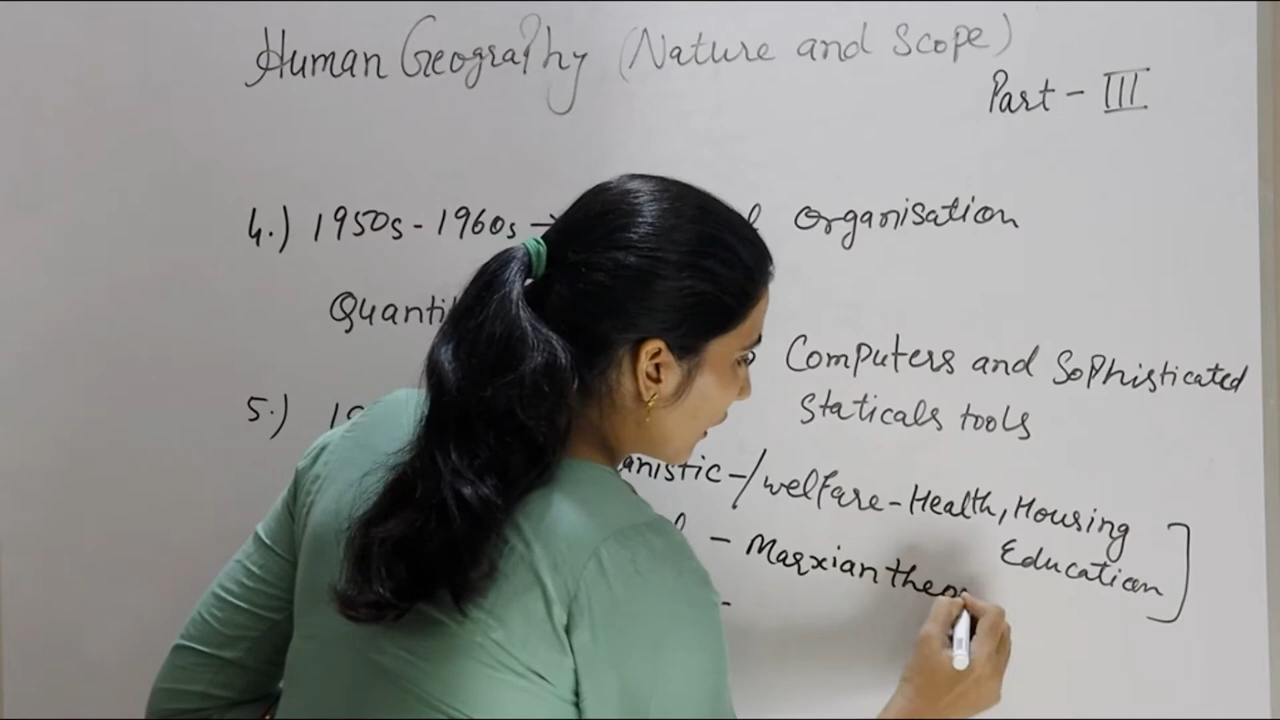 Human Geography (Nature and Scope)
Part - III
4.) 1950s - 1960s → organisation
Quanti
Computers and Sophisticated
Staticals tools
5.) 19
anistic -/welfare - Health, Housing
Education ]
- Marxian theo
-